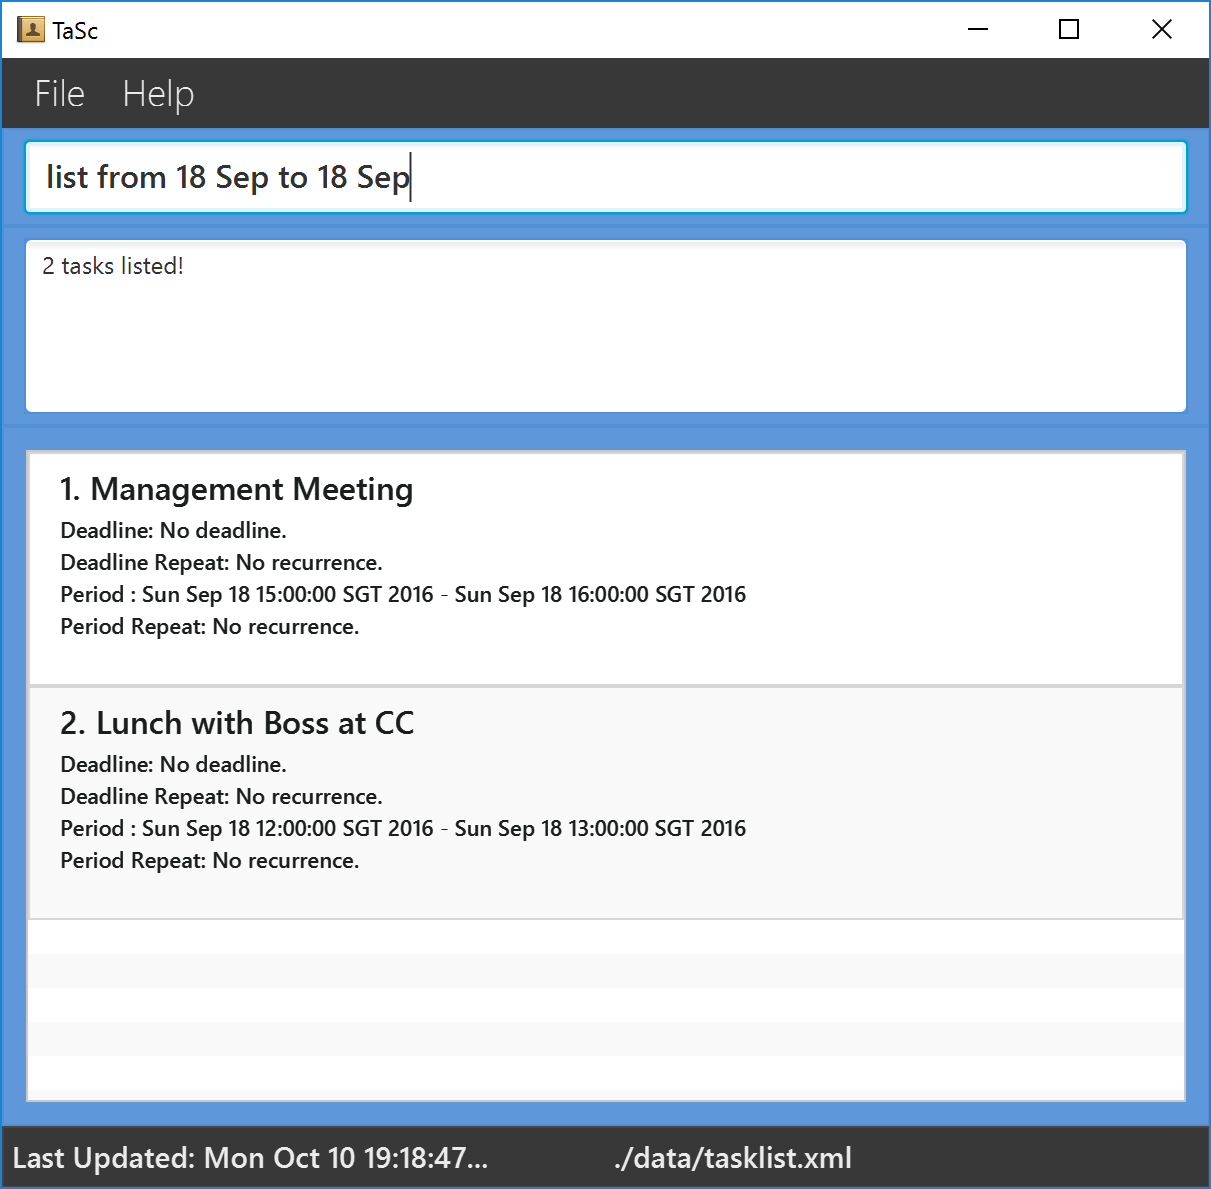 TaSc
File Help
list from 18 Sep to 18 Sep
2 tasks listed!
1. Management Meeting
Deadline: No deadline.
Deadline Repeat: No recurrence.
Period : Sun Sep 18 15:00:00 SGT 2016 - Sun Sep 18 16:00:00 SGT 2016
Period Repeat: No recurrence.
2. Lunch with Boss at CC
Deadline: No deadline.
Deadline Repeat: No recurrence.
Period : Sun Sep 18 12:00:00 SGT 2016 - Sun Sep 18 13:00:00 SGT 2016
Period Repeat: No recurrence.
Last Updated: Mon Oct 10 19:18:47... ./data/tasklist.xml